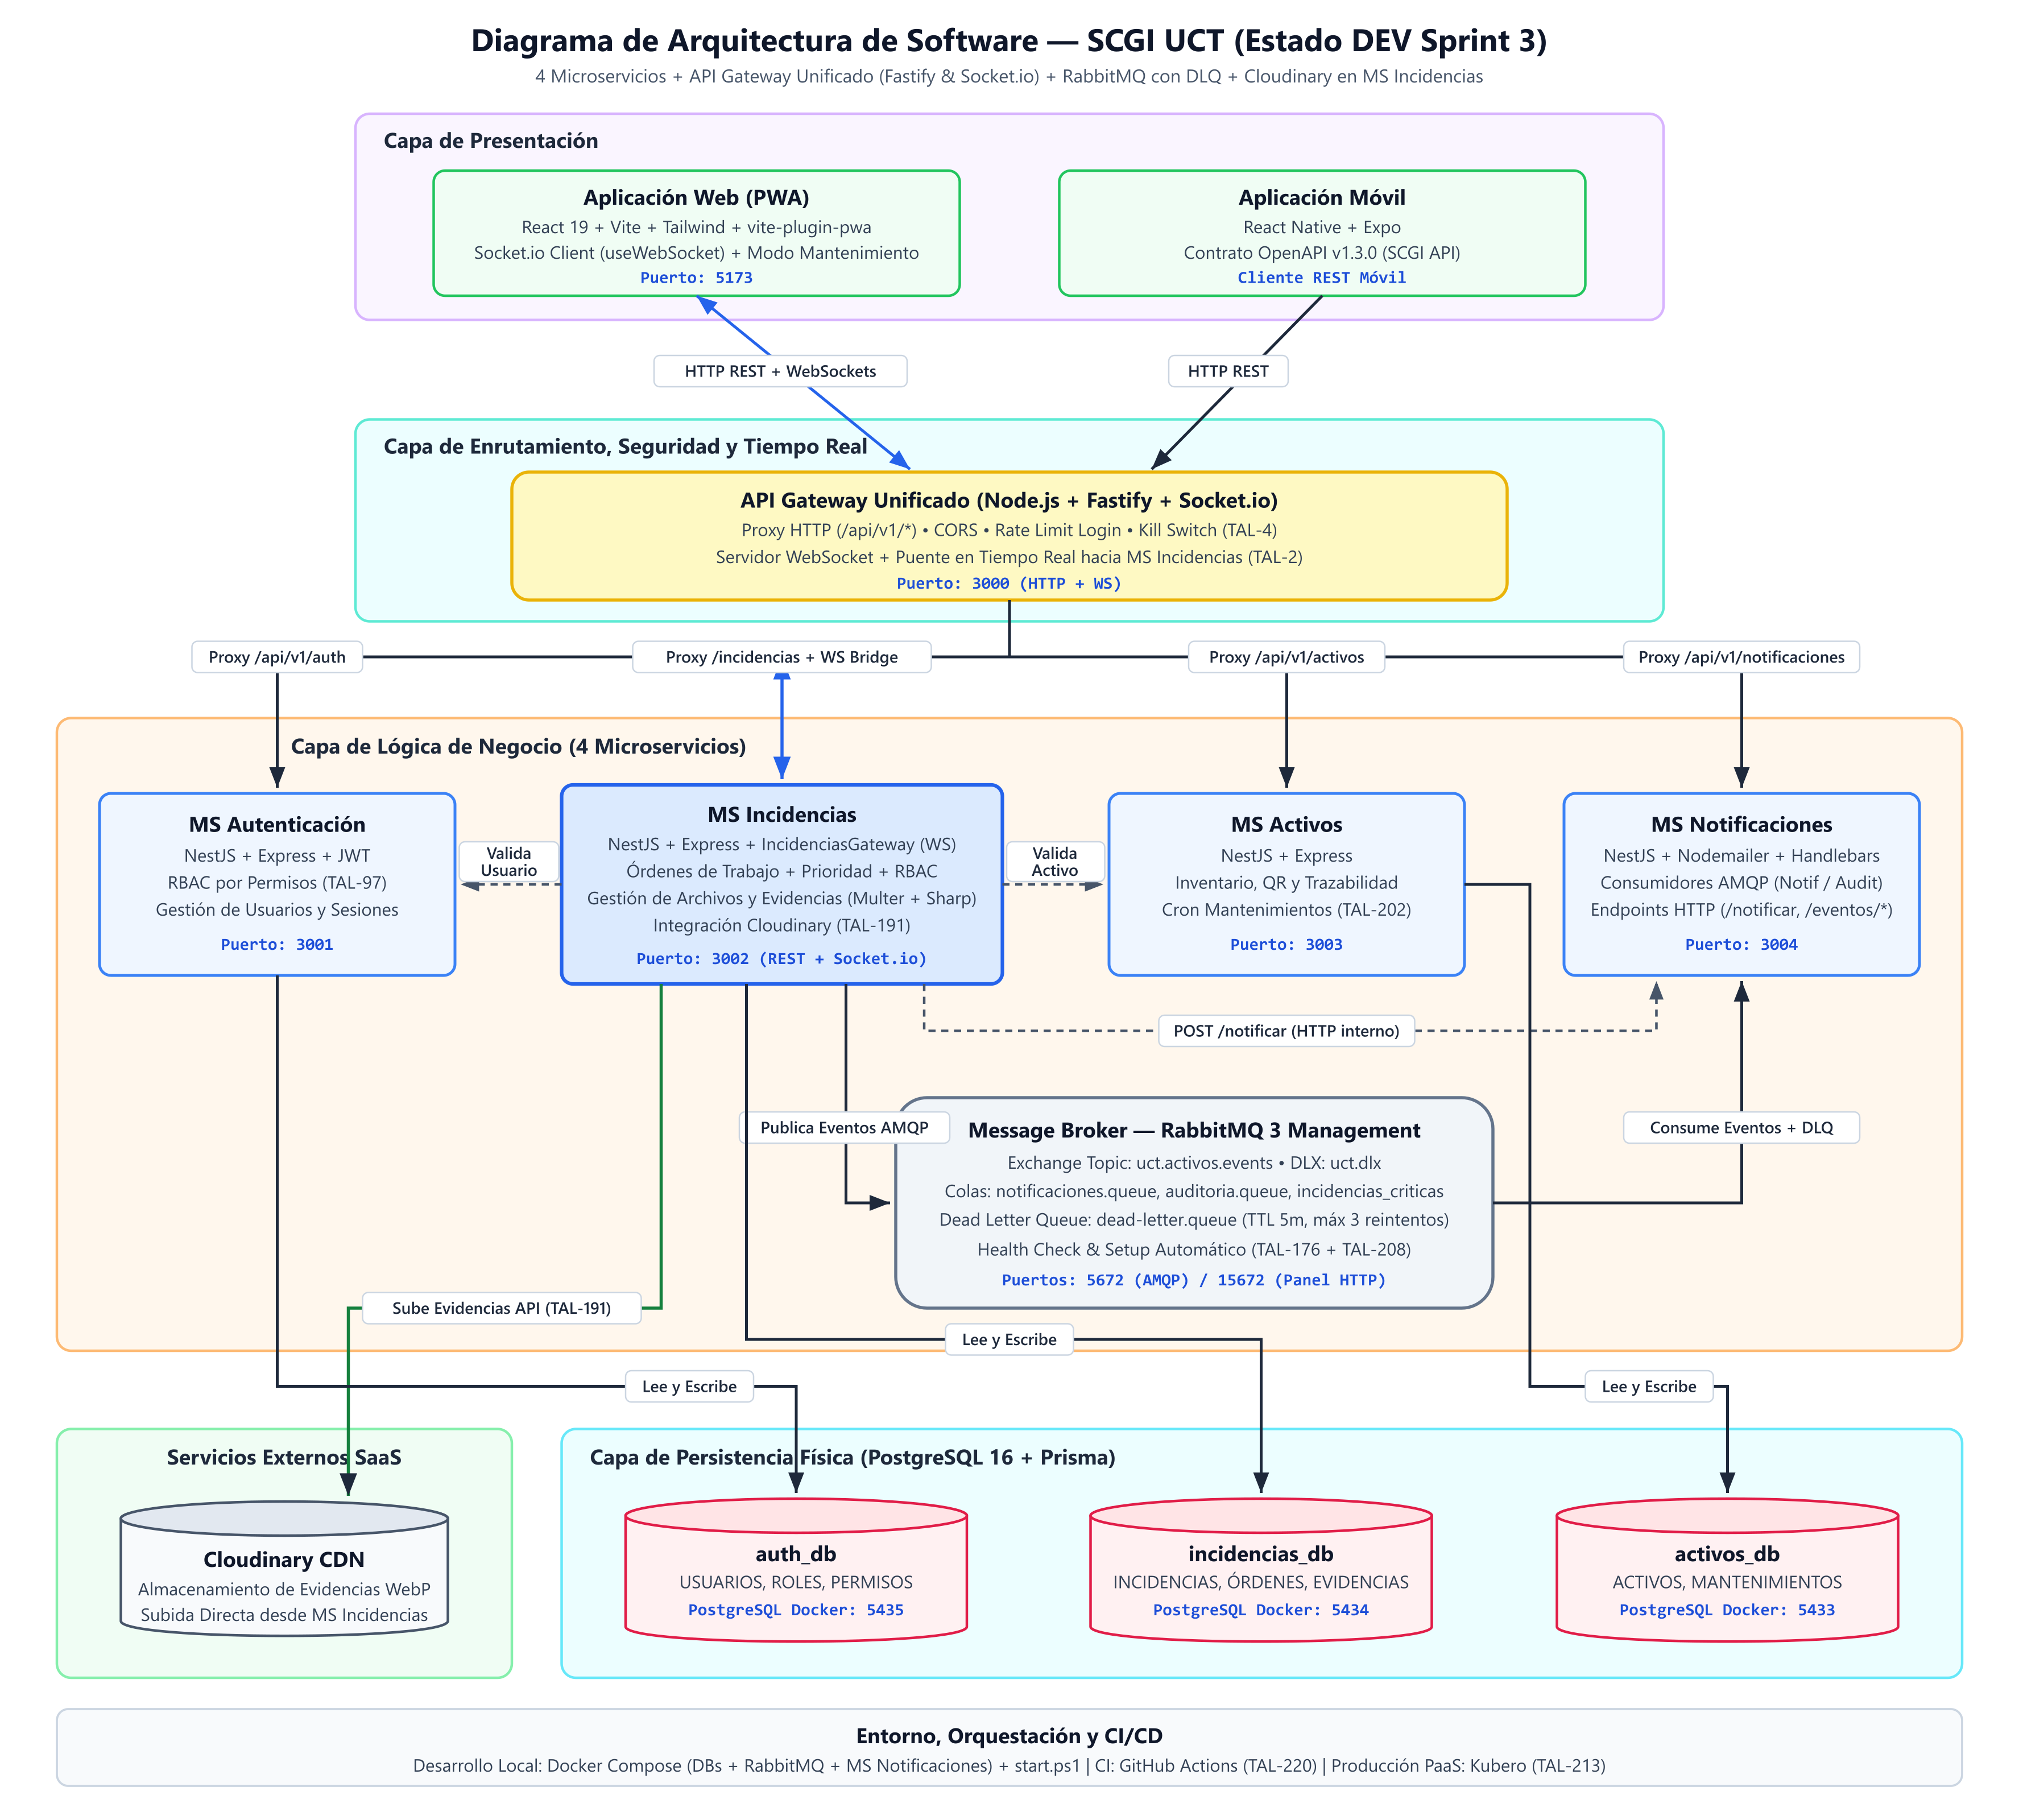 Diagrama de Arquitectura de Software — SCGI UCT (Estado DEV Sprint 3)
4 Microservicios + API Gateway Unificado (Fastify & Socket.io) + RabbitMQ con DLQ + Cloudinary en MS Incidencias
Capa de Presentación
Aplicación Web (PWA)
React 19 + Vite + Tailwind + vite-plugin-pwa
Socket.io Client (useWebSocket) + Modo Mantenimiento
Puerto: 5173
Aplicación Móvil
React Native + Expo
Contrato OpenAPI v1.3.0 (SCGI API)
Cliente REST Móvil
HTTP REST + WebSockets
HTTP REST
Capa de Enrutamiento, Seguridad y Tiempo Real
API Gateway Unificado (Node.js + Fastify + Socket.io)
Proxy HTTP (/api/v1/*) • CORS • Rate Limit Login • Kill Switch (TAL-4)
Servidor WebSocket + Puente en Tiempo Real hacia MS Incidencias (TAL-2)
Puerto: 3000 (HTTP + WS)
Proxy /api/v1/auth
Proxy /incidencias + WS Bridge
Proxy /api/v1/activos
Proxy /api/v1/notificaciones
Capa de Lógica de Negocio (4 Microservicios)
MS Autenticación
NestJS + Express + JWT
RBAC por Permisos (TAL-97)
Gestión de Usuarios y Sesiones
Puerto: 3001
Valida
Usuario
MS Incidencias
NestJS + Express + IncidenciasGateway (WS)
Órdenes de Trabajo + Prioridad + RBAC
Gestión de Archivos y Evidencias (Multer + Sharp)
Integración Cloudinary (TAL-191)
Puerto: 3002 (REST + Socket.io)
Valida
Activo
MS Activos
NestJS + Express
Inventario, QR y Trazabilidad
Cron Mantenimientos (TAL-202)
Puerto: 3003
MS Notificaciones
NestJS + Nodemailer + Handlebars
Consumidores AMQP (Notif / Audit)
Endpoints HTTP (/notificar, /eventos/*)
Puerto: 3004
POST /notificar (HTTP interno)
Publica Eventos AMQP
Message Broker — RabbitMQ 3 Management
Exchange Topic: uct.activos.events • DLX: uct.dlx
Colas: notificaciones.queue, auditoria.queue, incidencias_criticas
Dead Letter Queue: dead-letter.queue (TTL 5m, máx 3 reintentos)
Health Check & Setup Automático (TAL-176 + TAL-208)
Puertos: 5672 (AMQP) / 15672 (Panel HTTP)
Consume Eventos + DLQ
Sube Evidencias API (TAL-191)
Lee y Escribe
Lee y Escribe
Lee y Escribe
Servicios Externos SaaS
Cloudinary CDN
Almacenamiento de Evidencias WebP
Subida Directa desde MS Incidencias
Capa de Persistencia Física (PostgreSQL 16 + Prisma)
auth_db
USUARIOS, ROLES, PERMISOS
PostgreSQL Docker: 5435
incidencias_db
INCIDENCIAS, ÓRDENES, EVIDENCIAS
PostgreSQL Docker: 5434
activos_db
ACTIVOS, MANTENIMIENTOS
PostgreSQL Docker: 5433
Entorno, Orquestación y CI/CD
Desarrollo Local: Docker Compose (DBs + RabbitMQ + MS Notificaciones) + start.ps1 | CI: GitHub Actions (TAL-220) | Producción PaaS: Kubero (TAL-213)